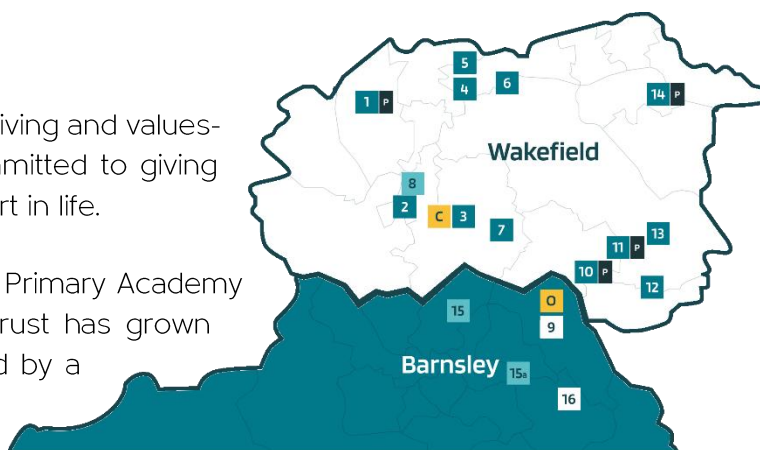 iving and values-
mitted to giving
rt in life.
Primary Academy
rust has grown
d by a
5
4
6
1 P
14 P
Wakefield
8
2
C 3
7
13
11 P
10 P
12
O
15
9
Barnsley
15a
16